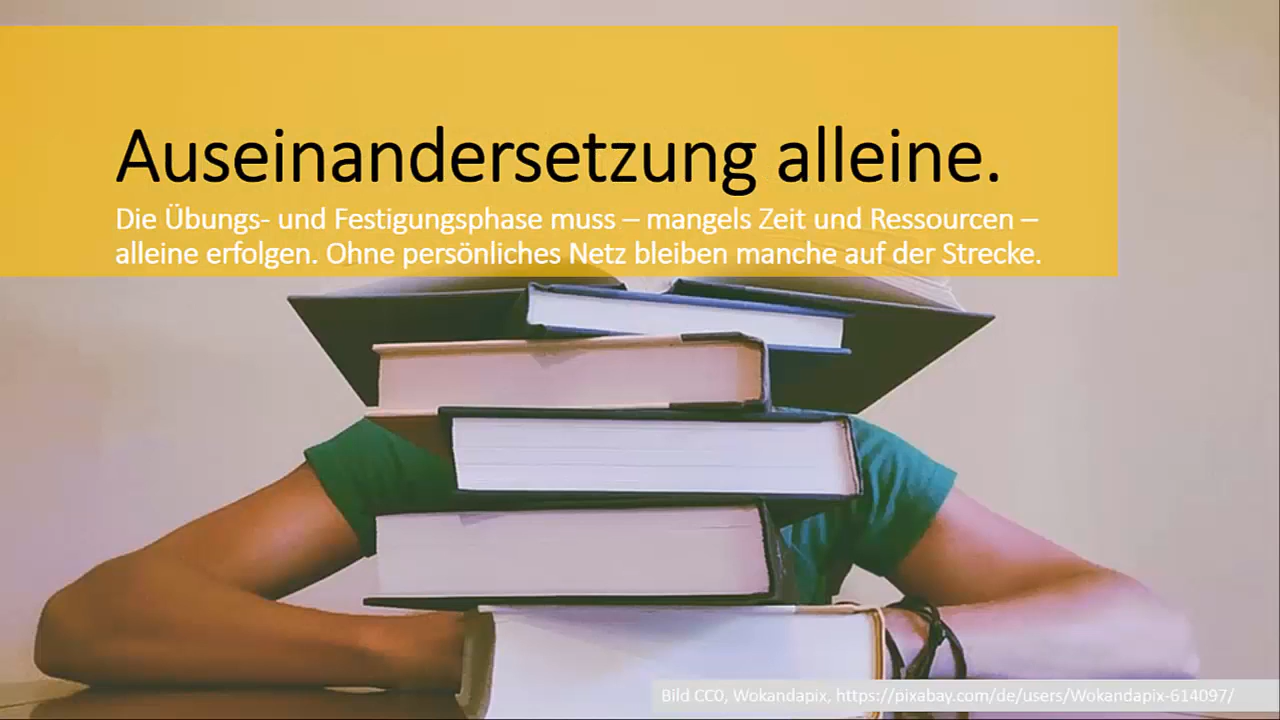 Auseinandersetzung alleine.
Die Übungs- und Festigungsphase muss – mangels Zeit und Ressourcen –
alleine erfolgen. Ohne persönliches Netz bleiben manche auf der Strecke.
Bild CC0, Wokandapix, https://pixabay.com/de/users/Wokandapix-614097/